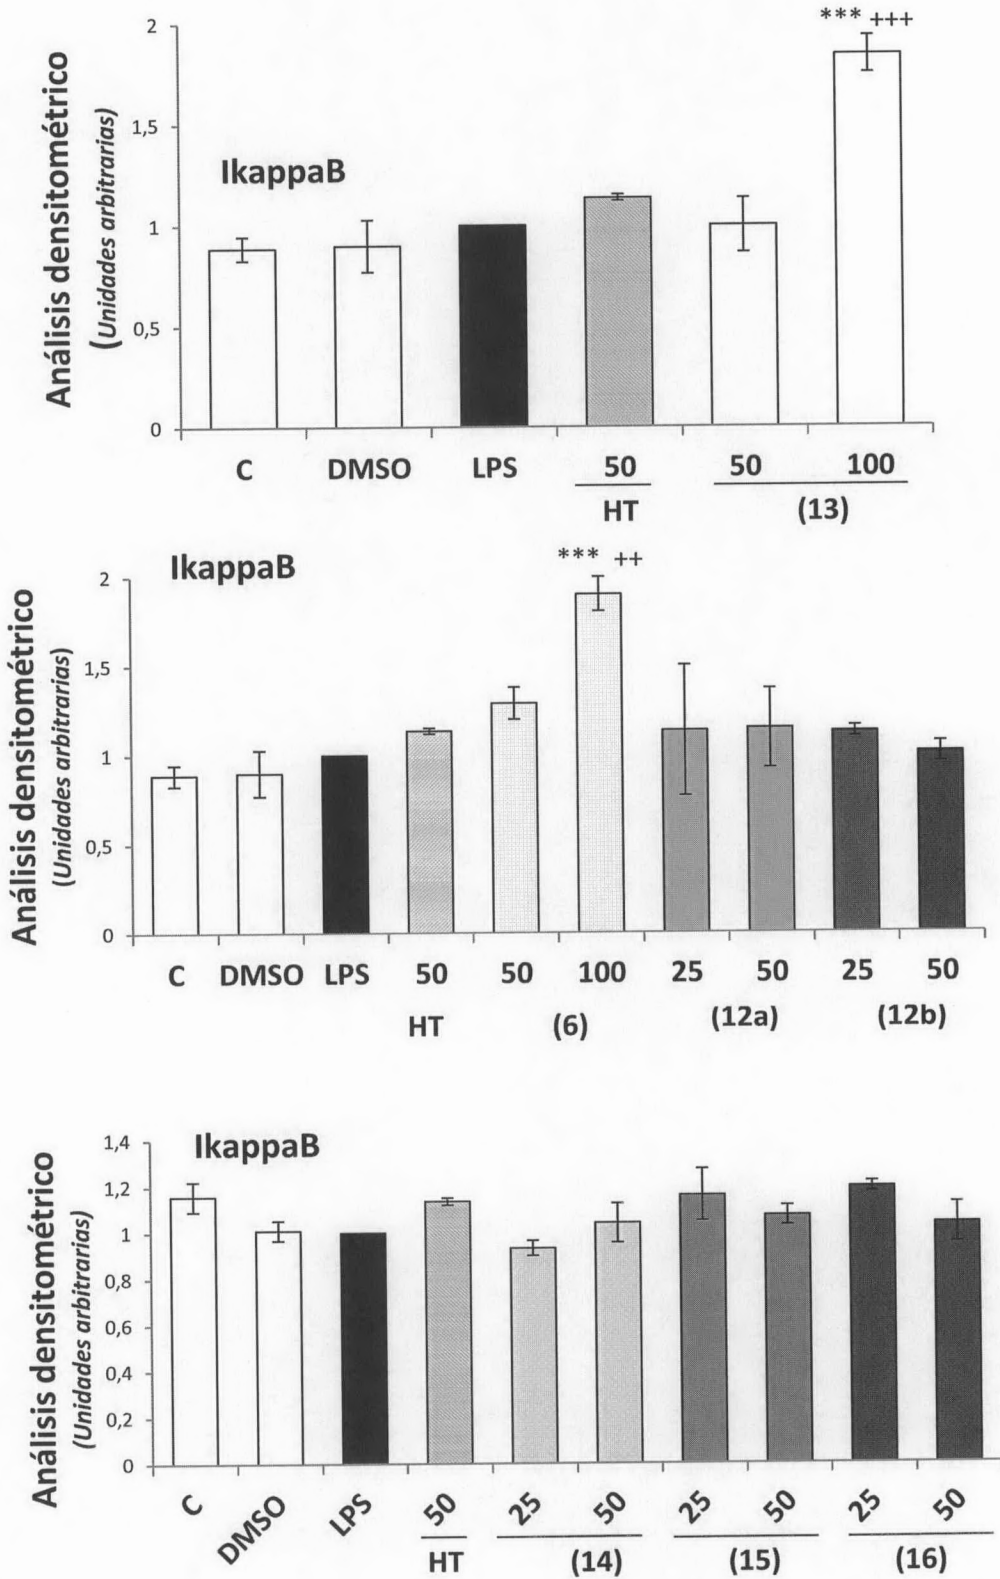 *** +++
2
1,5
1
0,5
0
Análisis densitométrico
(Unidades arbitrarias)
IkappaB
C DMSO LPS 50 50 100
HT (13)
IkappaB
*** ++
2
1,5
1
0,5
0
Análisis densitométrico
(Unidades arbitrarias)
C DMSO LPS 50 50 100 25 50 25 50
HT (6) (12a) (12b)
IkappaB
1,4
1,2
1
0,8
0,6
0,4
0,2
0
Análisis densitométrico
(Unidades arbitrarias)
C DMSO LPS 50 25 50 25 50 25 50
HT (14) (15) (16)